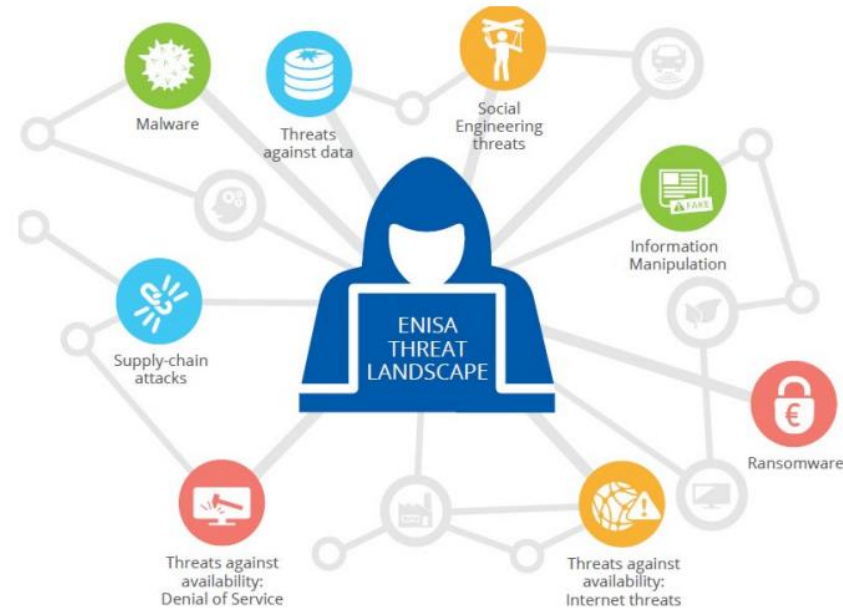 Malware
Threats
against data
Social
Engineering
threats
FAKE
Information
Manipulation
ENISA
THREAT
LANDSCAPE
Supply-chain
attacks
€
Ransomware
Threats against
availability:
Denial of Service
Threats against
availability:
Internet threats